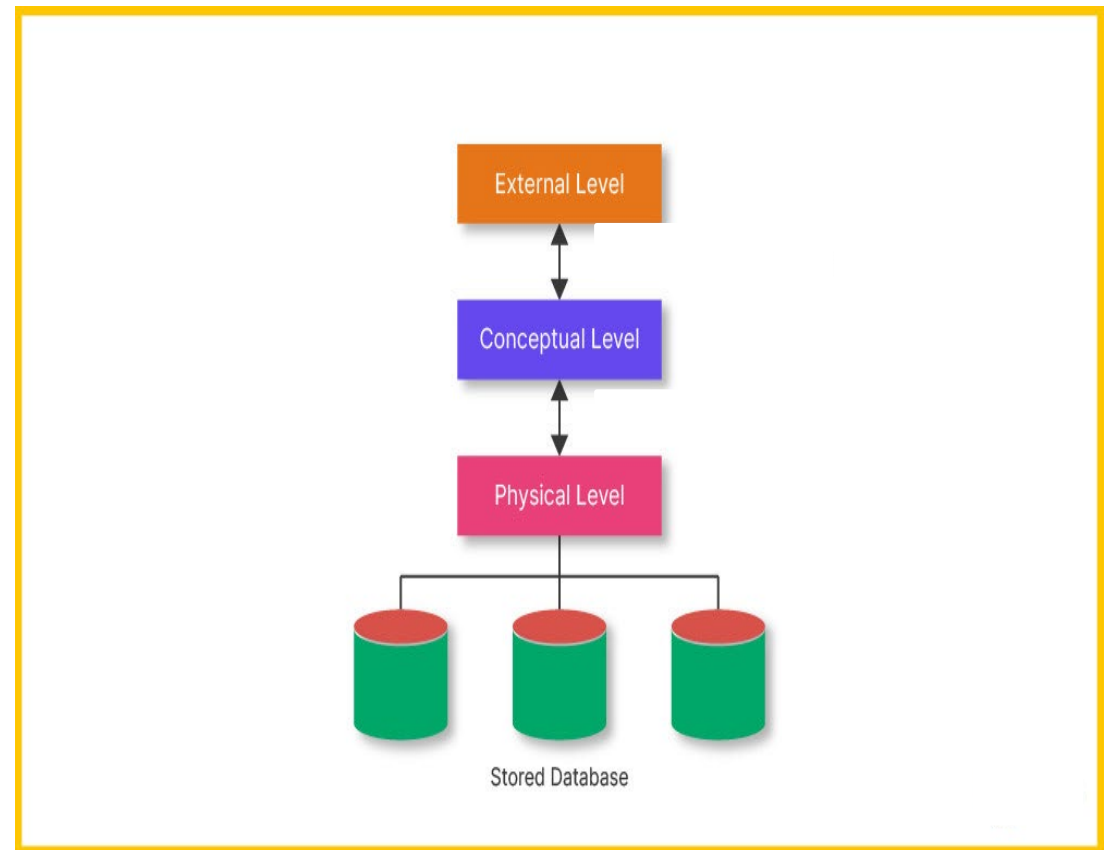 External Level
Conceptual Level
Physical Level
Stored Database